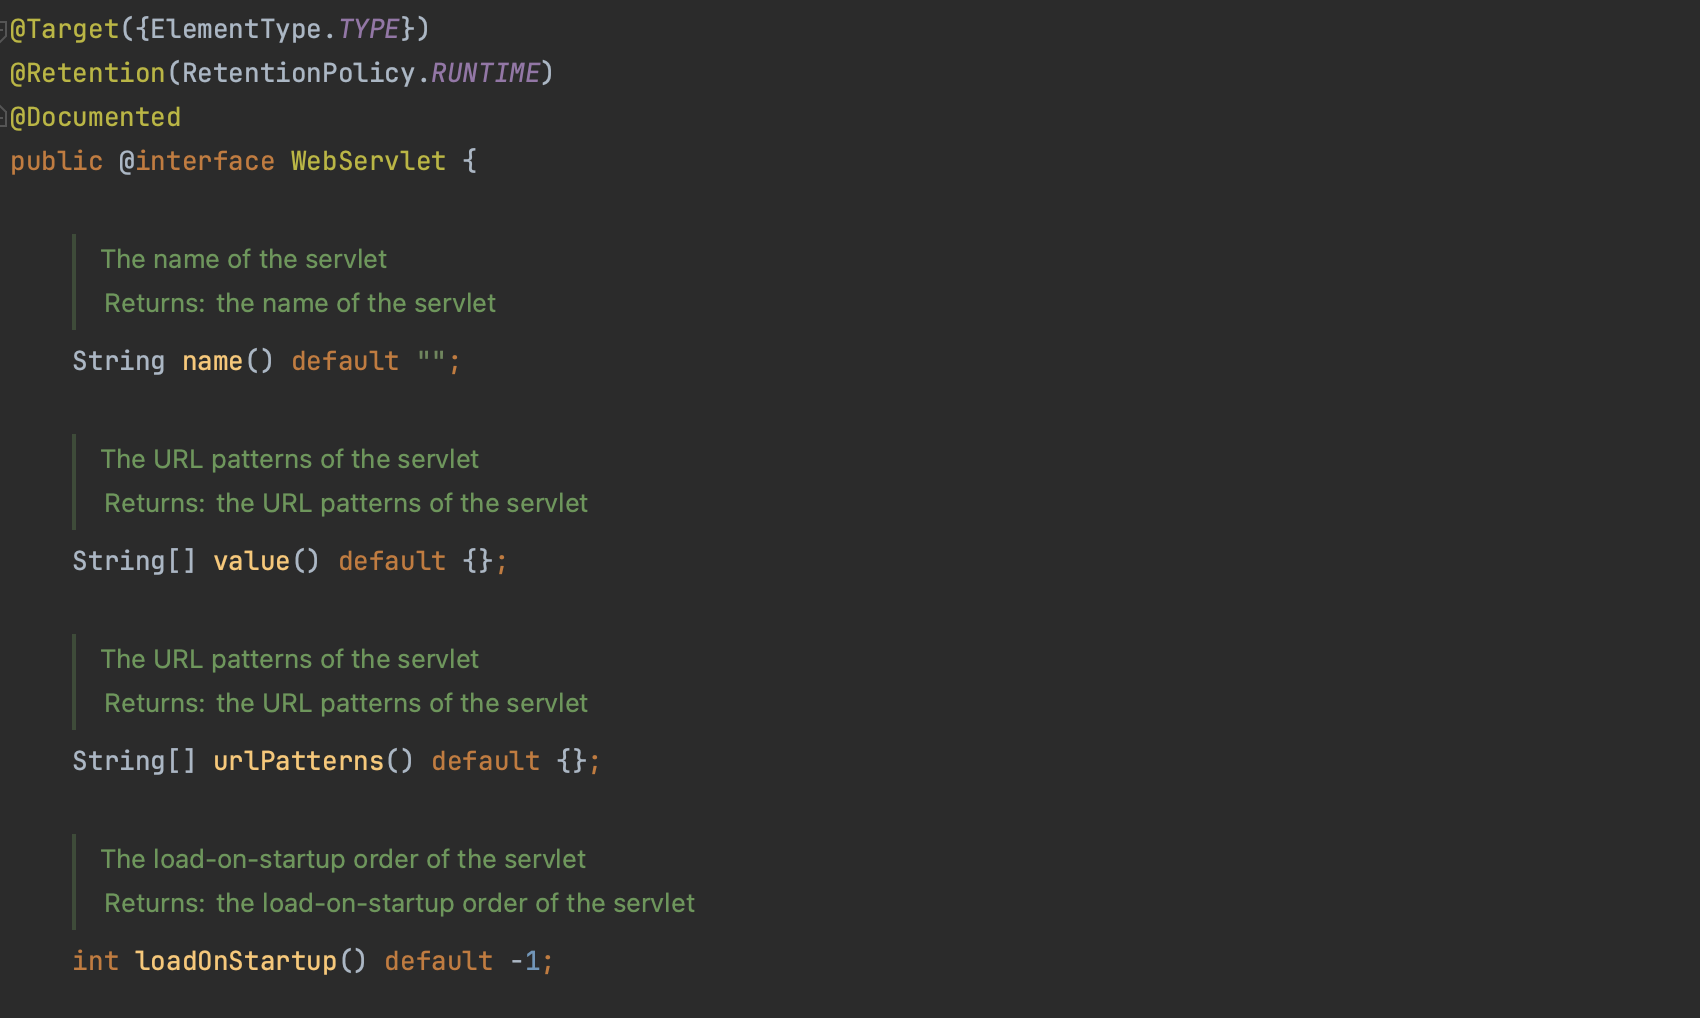 @Target({ElementType.TYPE})
@Retention(RetentionPolicy.RUNTIME)
@Documented
public @interface WebServlet {
The name of the servlet
Returns: the name of the servlet
String name() default "";
The URL patterns of the servlet
Returns: the URL patterns of the servlet
String[] value() default {};
The URL patterns of the servlet
Returns: the URL patterns of the servlet
String[] urlPatterns() default {};
The load-on-startup order of the servlet
Returns: the load-on-startup order of the servlet
int loadOnStartup() default -1;